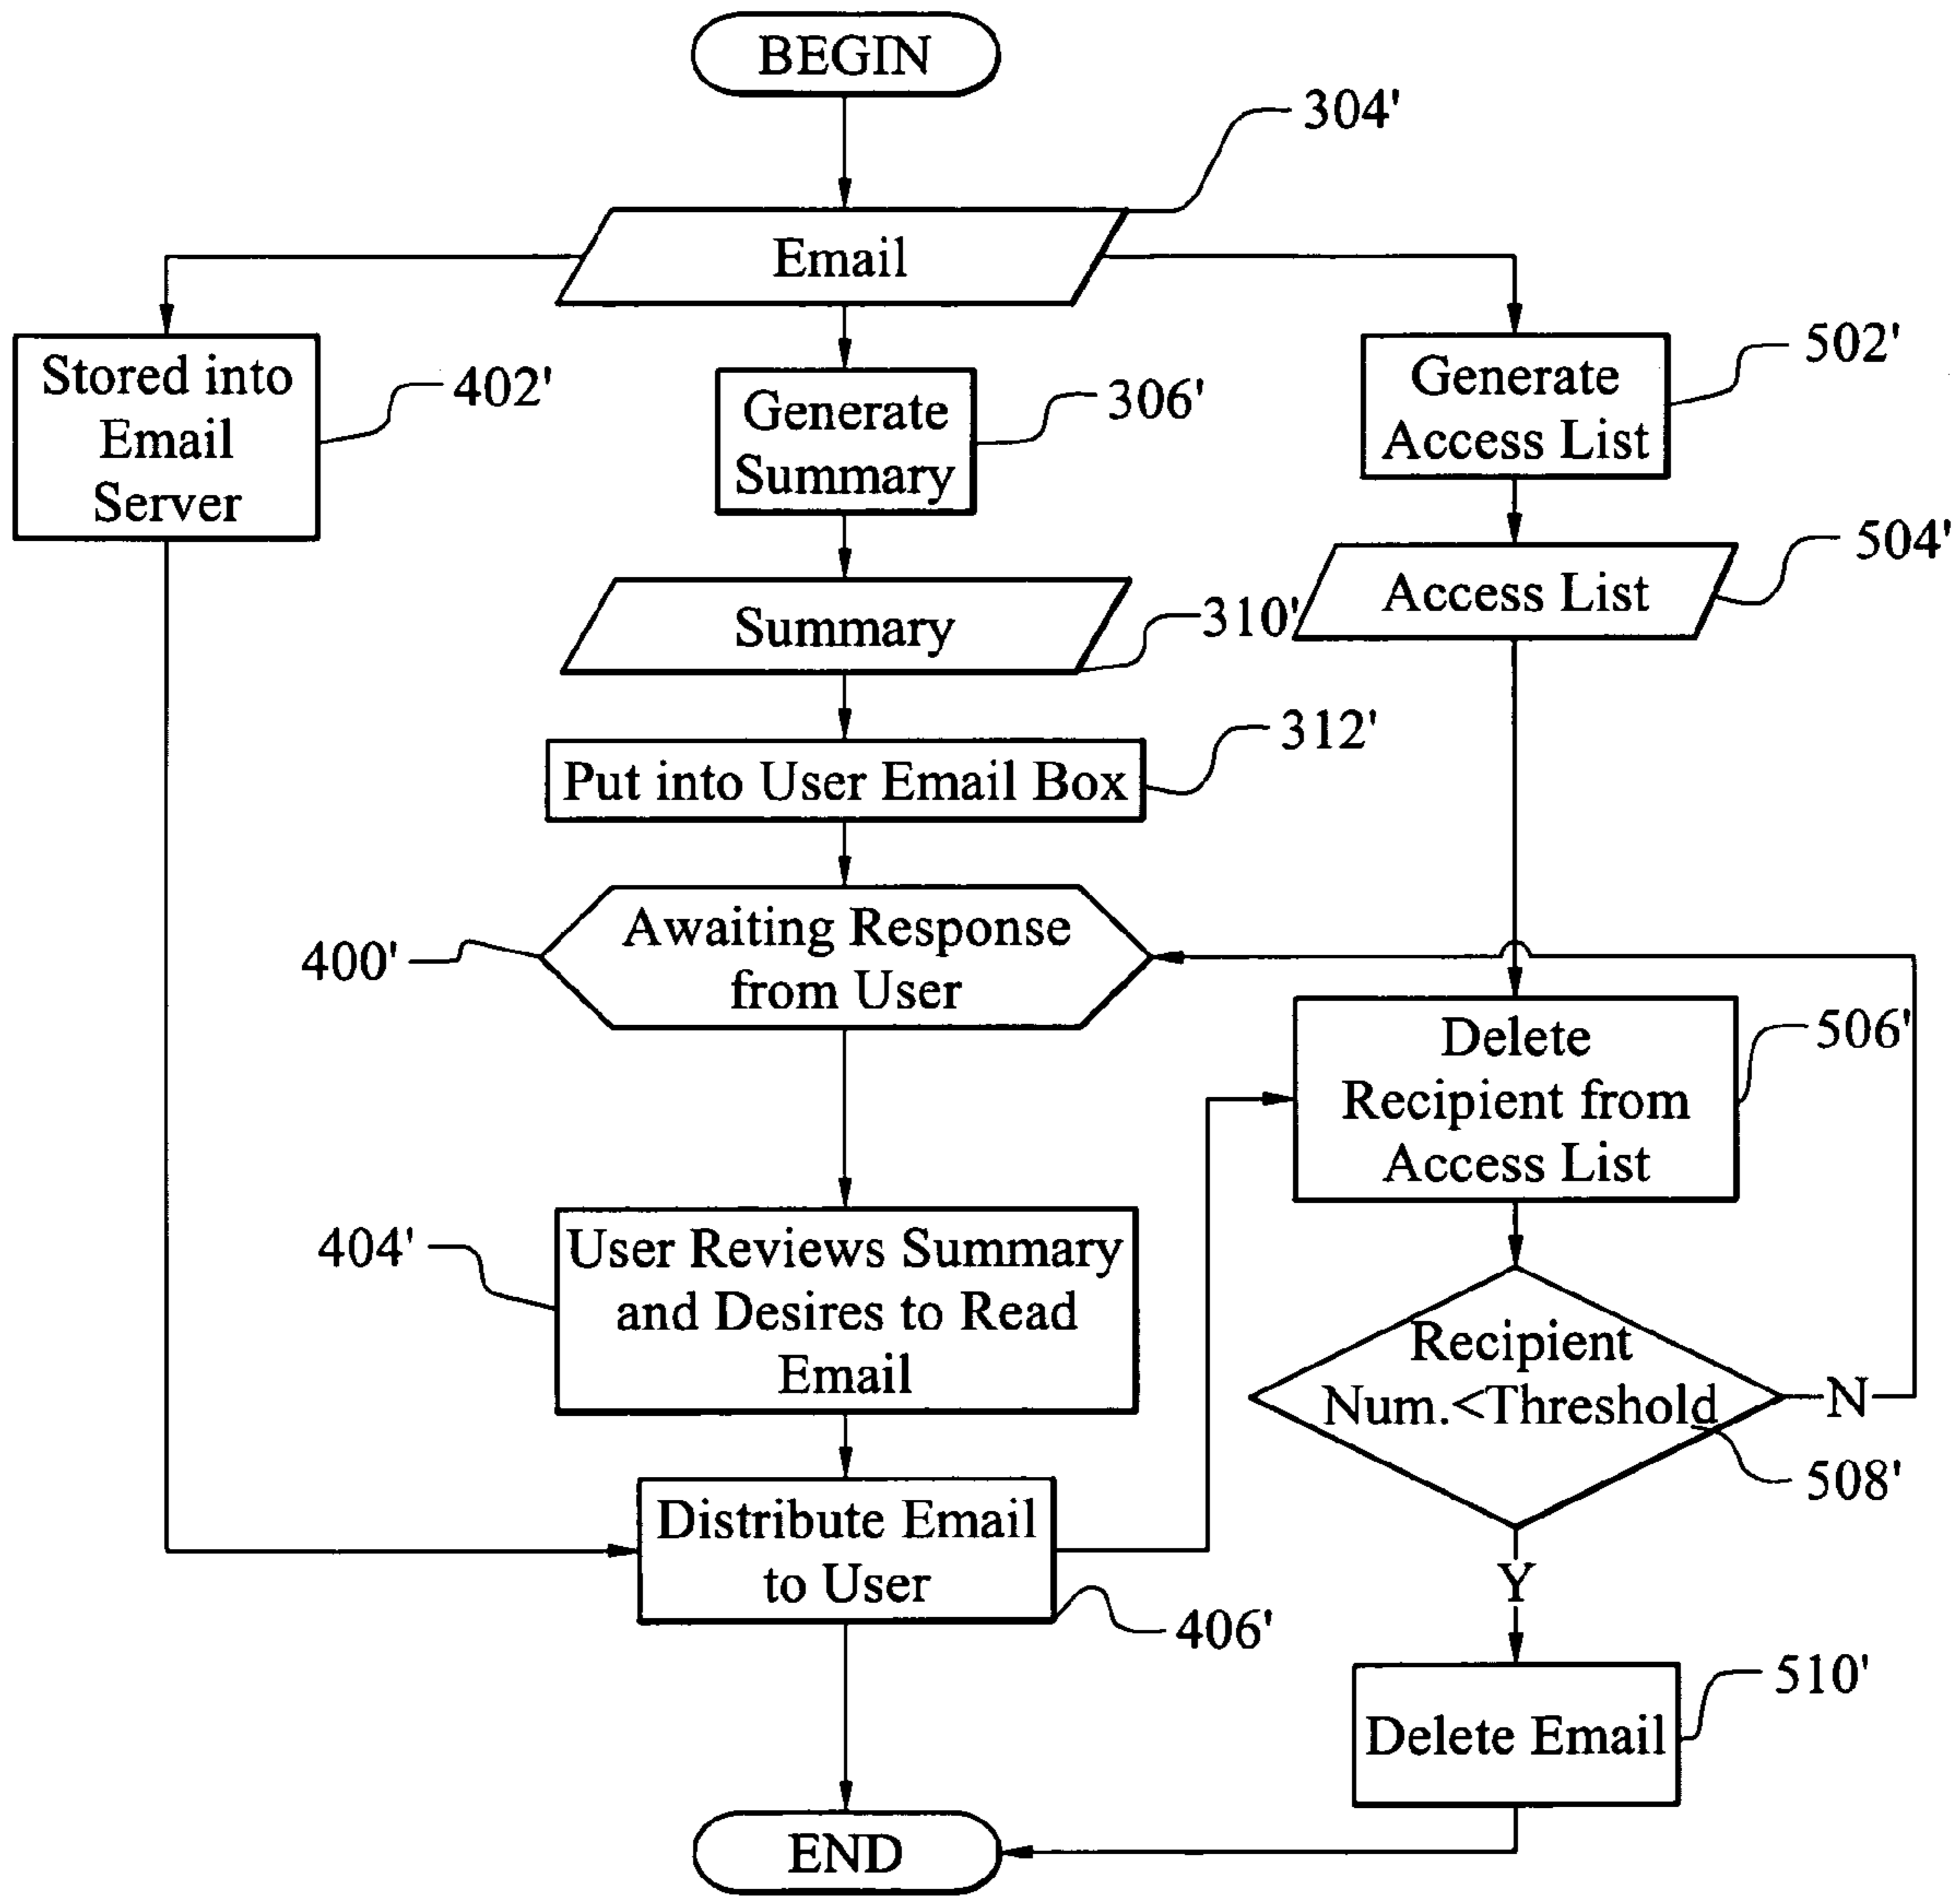 BEGIN
304'
Email
Stored into
Email
Server
402'
Generate
Summary
306'
Generate
Access List
502'
Summary
310'
Access List
504'
Put into User Email Box
312'
Awaiting Response
from User
400'
Delete
Recipient from
Access List
506'
User Reviews Summary
and Desires to Read
Email
404'
Recipient
Num.<Threshold
N
508'
Distribute Email
to User
406'
Y
Delete Email
510'
END